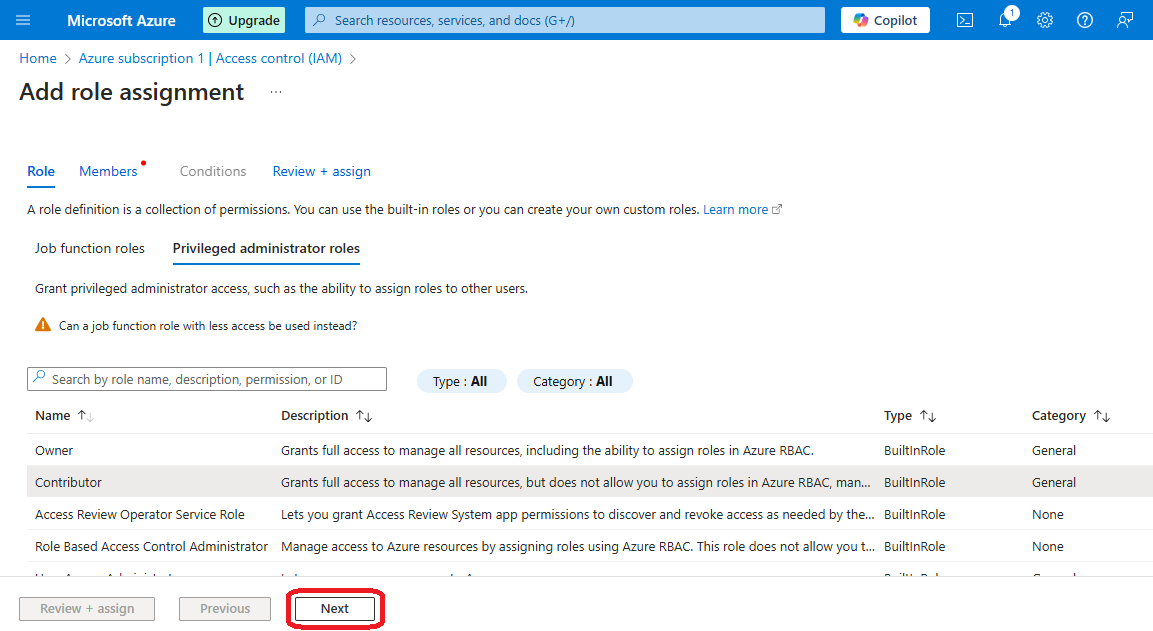 Microsoft Azure Upgrade Search resources, services, and docs (G+/) Copilot 1
Home > Azure subscription 1 | Access control (IAM) >
Add role assignment ...
Role Members Conditions Review + assign
A role definition is a collection of permissions. You can use the built-in roles or you can create your own custom roles. Learn more
Job function roles Privileged administrator roles
Grant privileged administrator access, such as the ability to assign roles to other users.
Can a job function role with less access be used instead?
Search by role name, description, permission, or ID Type : All Category : All
Name ↑↓ Description ↑↓ Type ↑↓ Category ↑↓
Owner Grants full access to manage all resources, including the ability to assign roles in Azure RBAC. BuiltInRole General
Contributor Grants full access to manage all resources, but does not allow you to assign roles in Azure RBAC, man... BuiltInRole General
Access Review Operator Service Role Lets you grant Access Review System app permissions to discover and revoke access as needed by the... BuiltInRole None
Role Based Access Control Administrator Manage access to Azure resources by assigning roles using Azure RBAC. This role does not allow you t... BuiltInRole None
Review + assign Previous Next